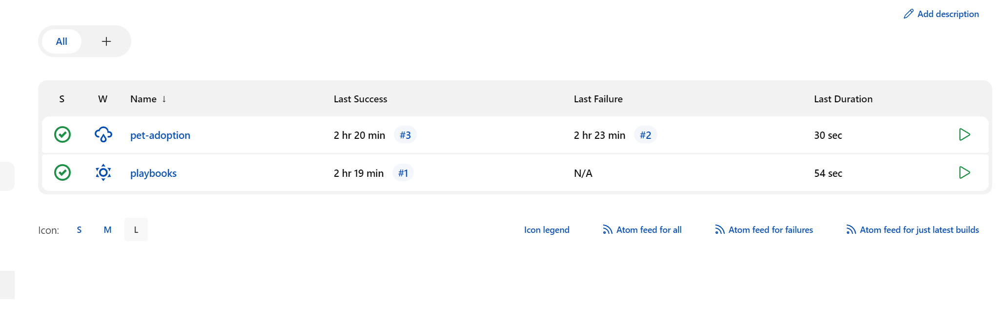 Add description
All +
S W Name ↓ Last Success Last Failure Last Duration
pet-adoption 2 hr 20 min #3 2 hr 23 min #2 30 sec
playbooks 2 hr 19 min #1 N/A 54 sec
Icon: S M L Icon legend Atom feed for all Atom feed for failures Atom feed for just latest builds